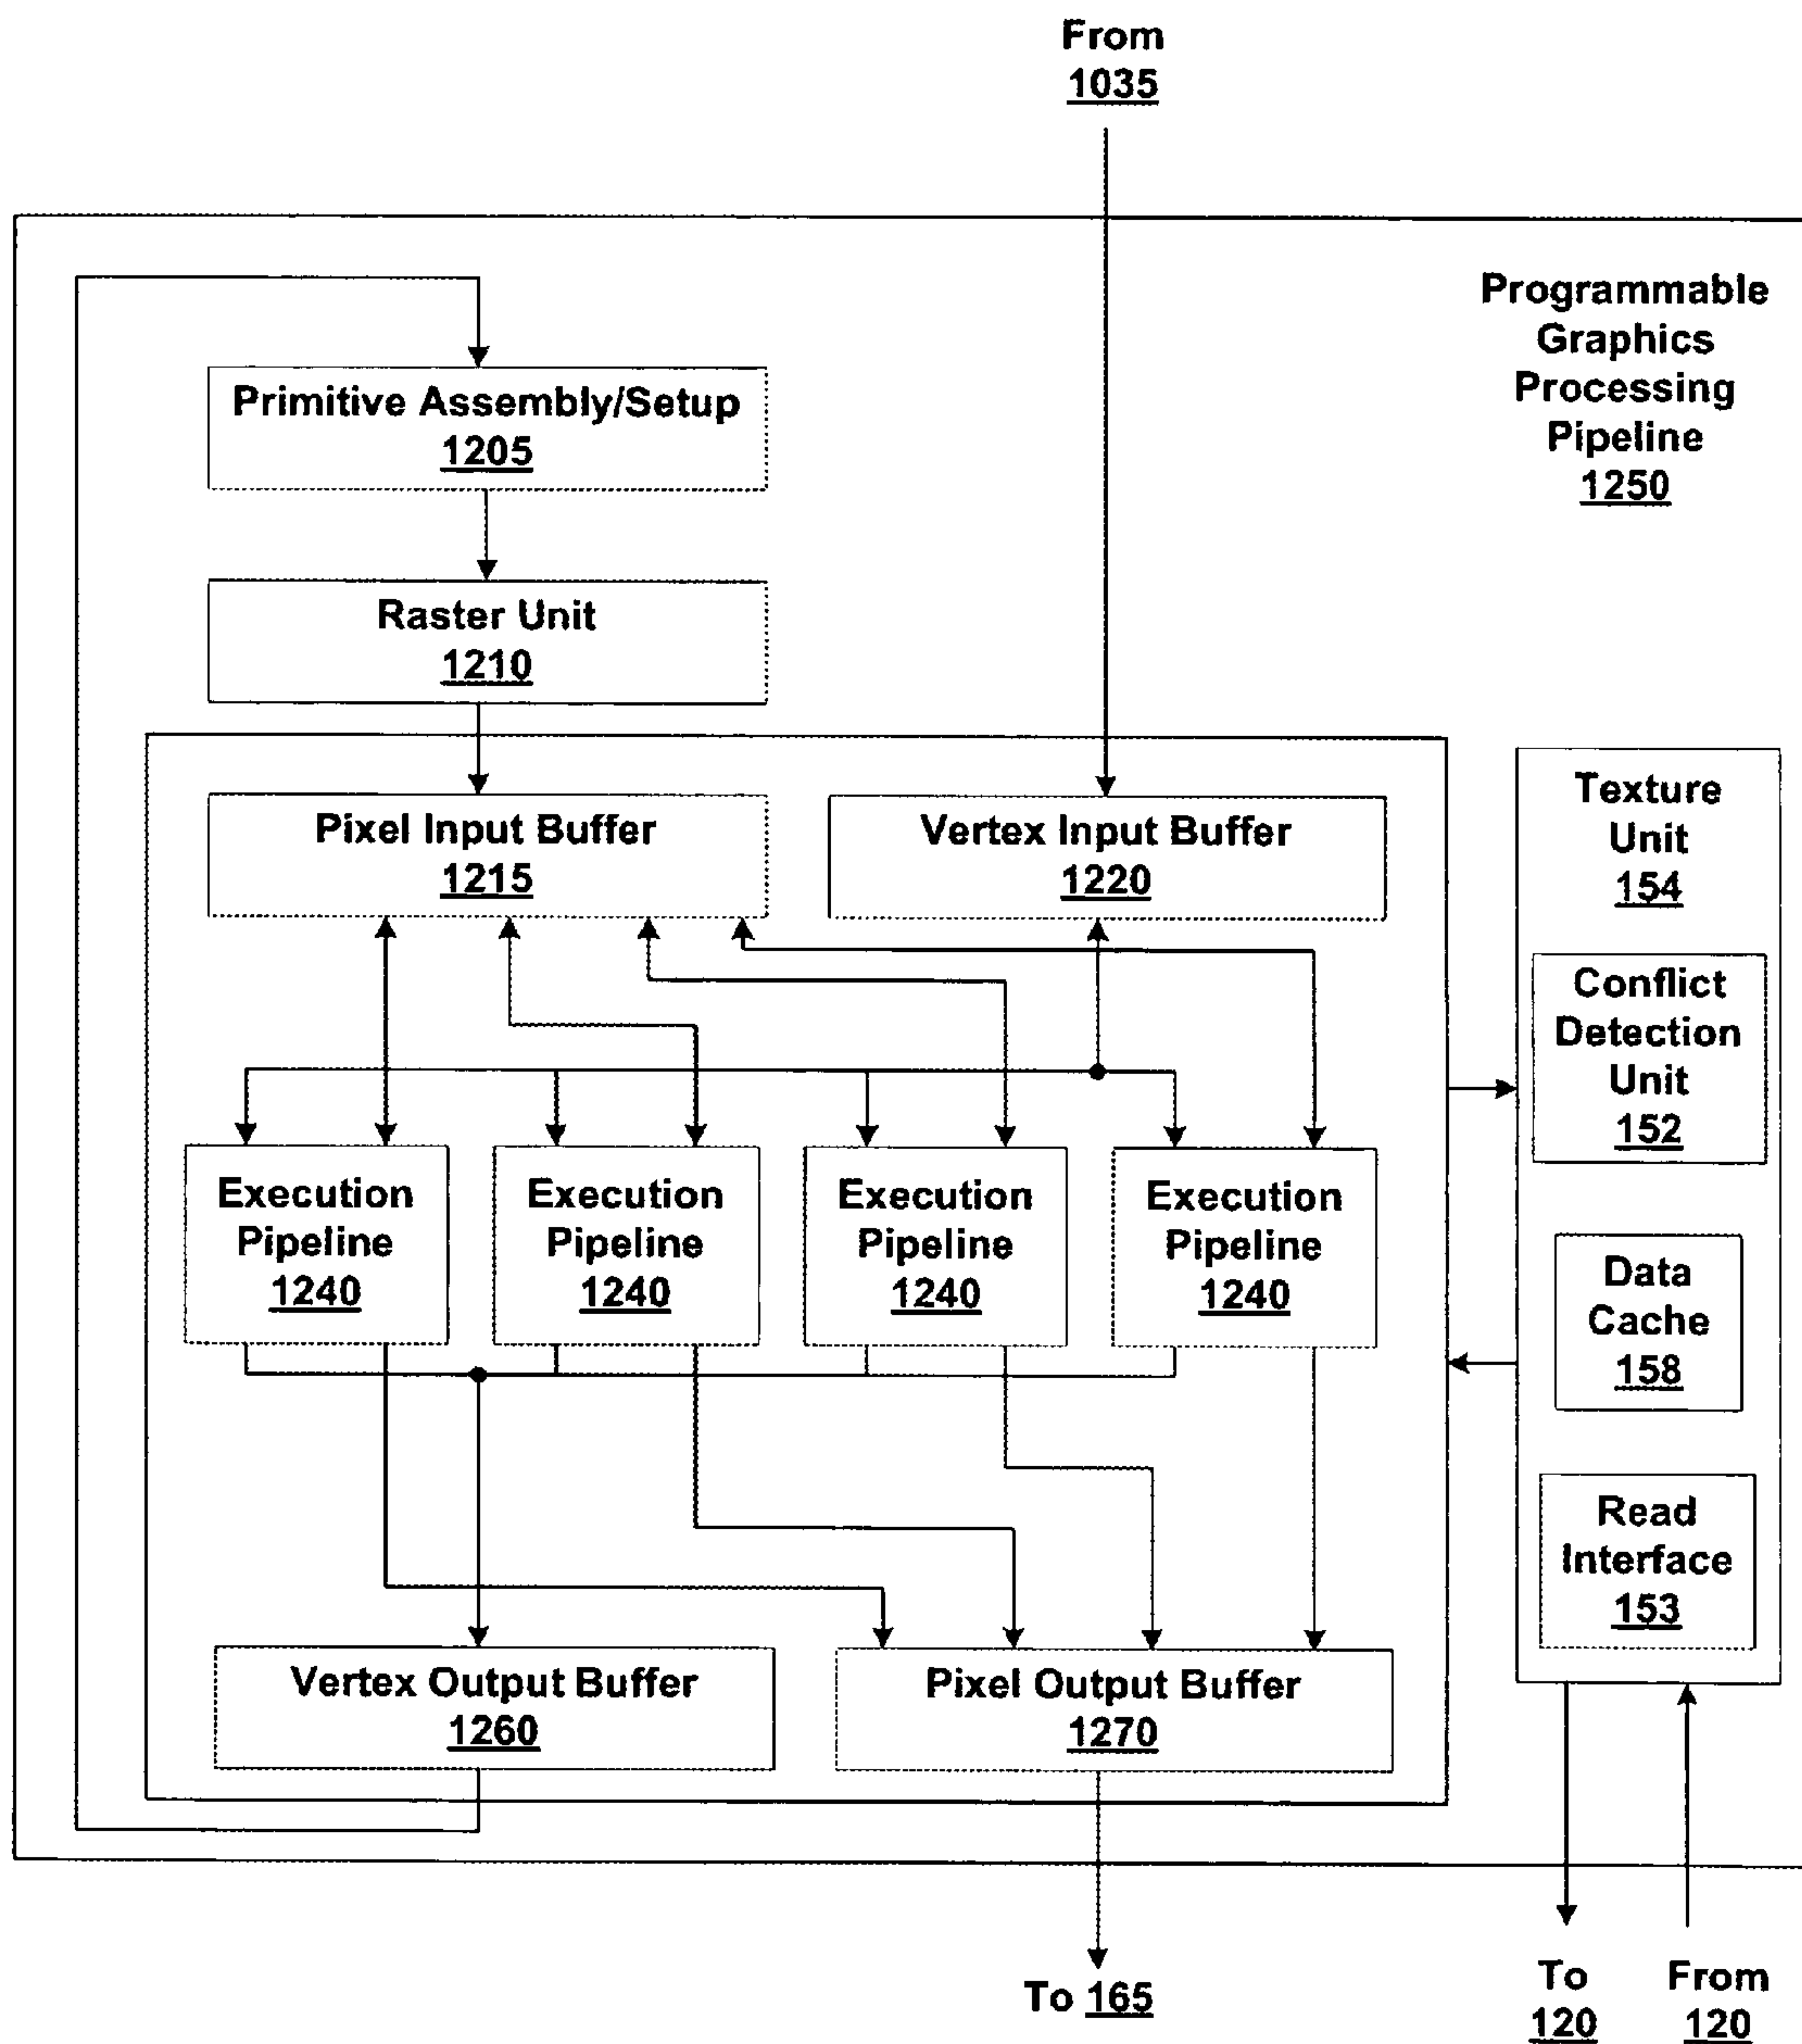 From
1035
Programmable
Graphics
Processing
Pipeline
1250
Primitive Assembly/Setup
1205
Raster Unit
1210
Pixel Input Buffer
1215
Vertex Input Buffer
1220
Texture
Unit
154
Conflict
Detection
Unit
152
Execution
Pipeline
1240
Execution
Pipeline
1240
Execution
Pipeline
1240
Execution
Pipeline
1240
Data
Cache
158
Read
Interface
153
Vertex Output Buffer
1260
Pixel Output Buffer
1270
To 165
To
120
From
120